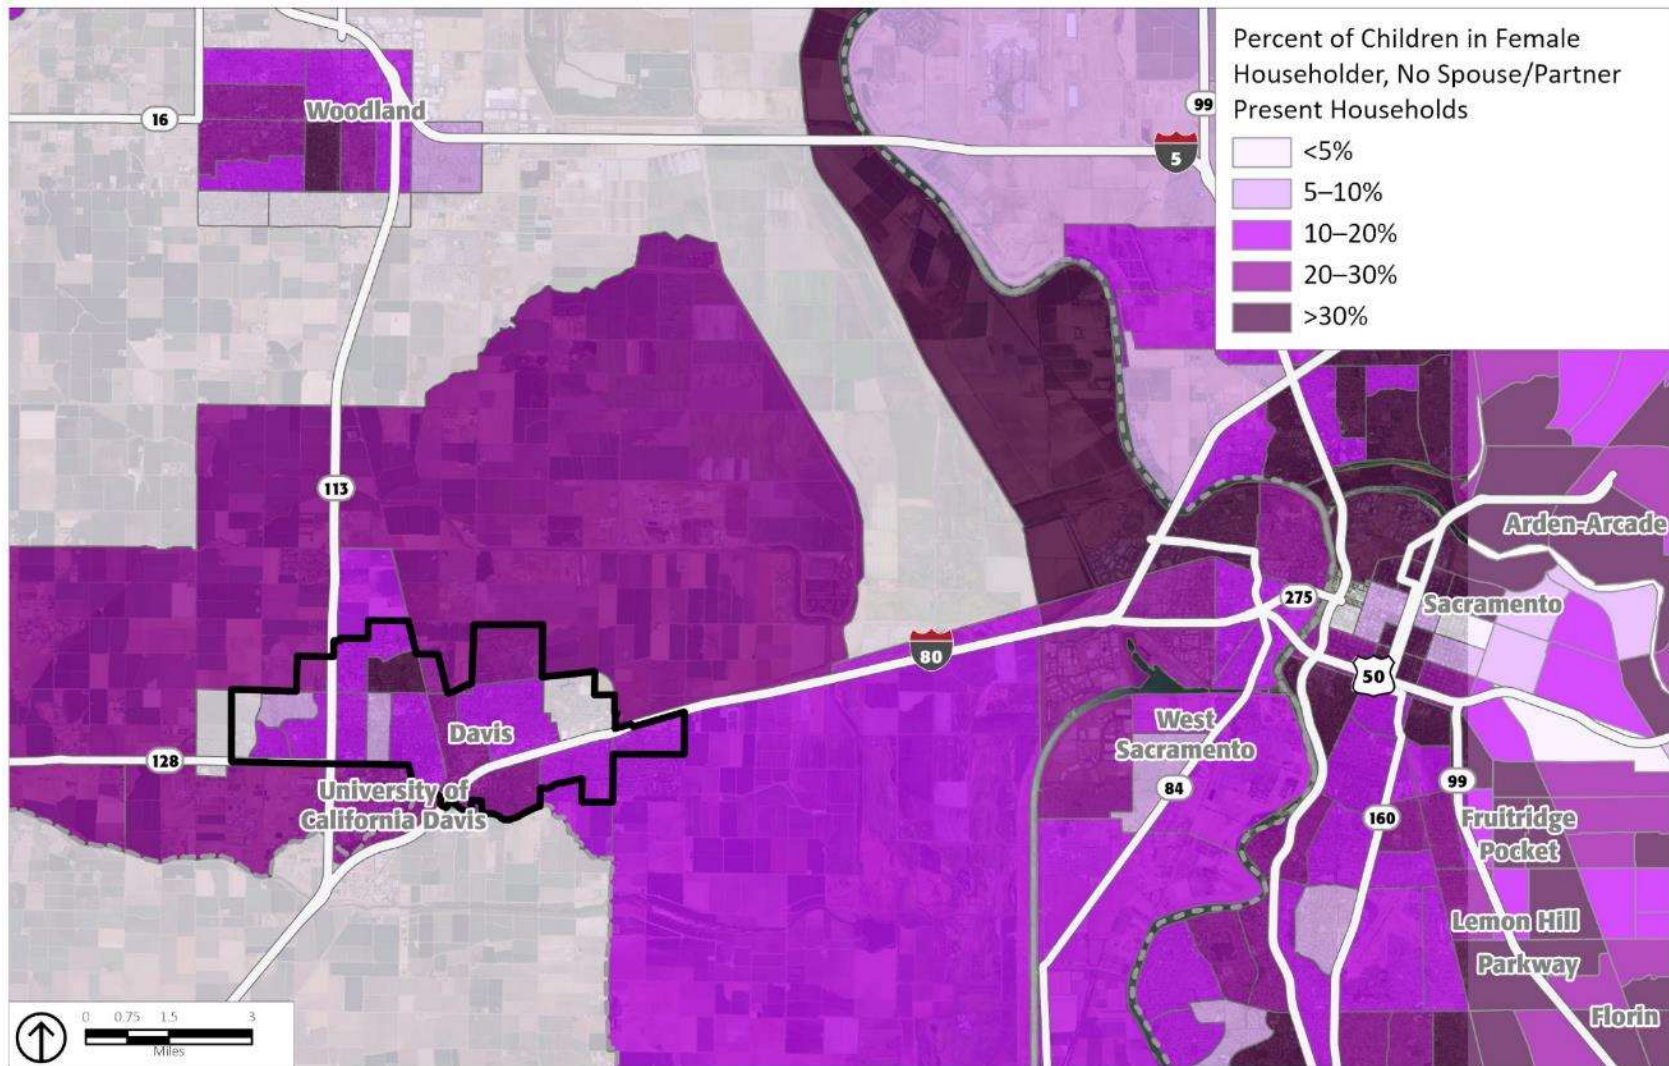 Percent of Children in Female
Householder, No Spouse/Partner
Present Households
<5%
5–10%
10–20%
20–30%
>30%
Woodland
16
99
5
113
Arden-Arcade
275
Sacramento
80
50
Davis
West
Sacramento
128
84
99
University of
California Davis
160
Fruitridge
Pocket
Lemon Hill
Parkway
Florin
0 0.75 1.5 3
Miles